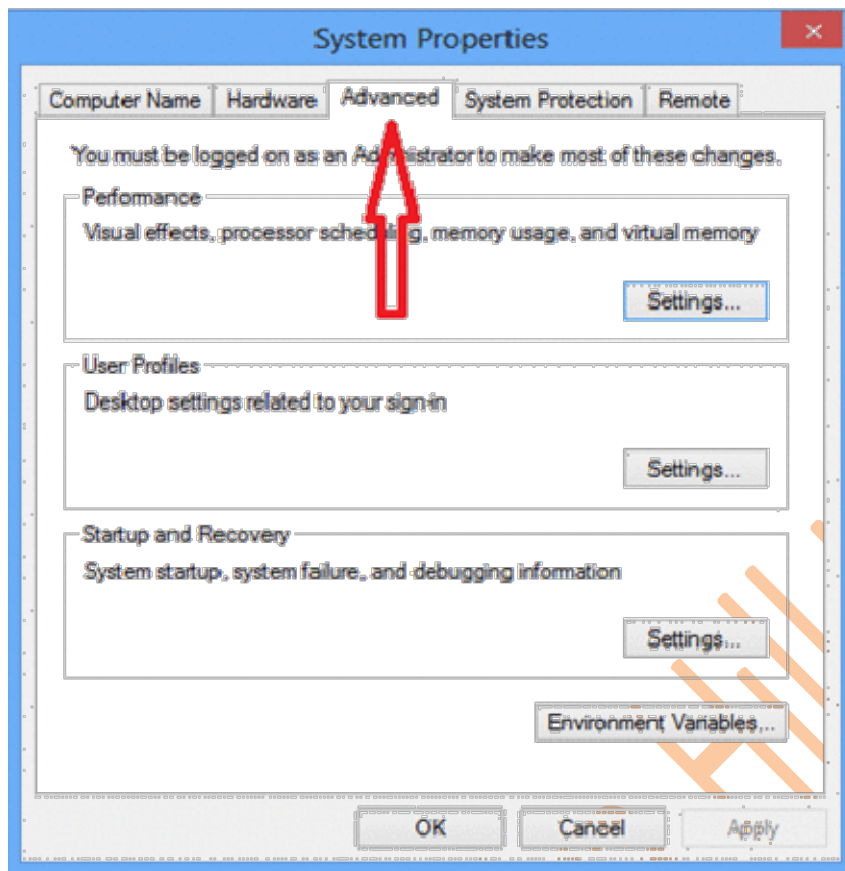 System Properties
Computer Name Hardware Advanced System Protection Remote
You must be logged on as an Administrator to make most of these changes.
Performance
Visual effects, processor scheduling, memory usage, and virtual memory
Settings...
User Profiles
Desktop settings related to your sign-in
Settings...
Startup and Recovery
System startup, system failure, and debugging information
Settings...
Environment Variables...
OK Cancel Apply